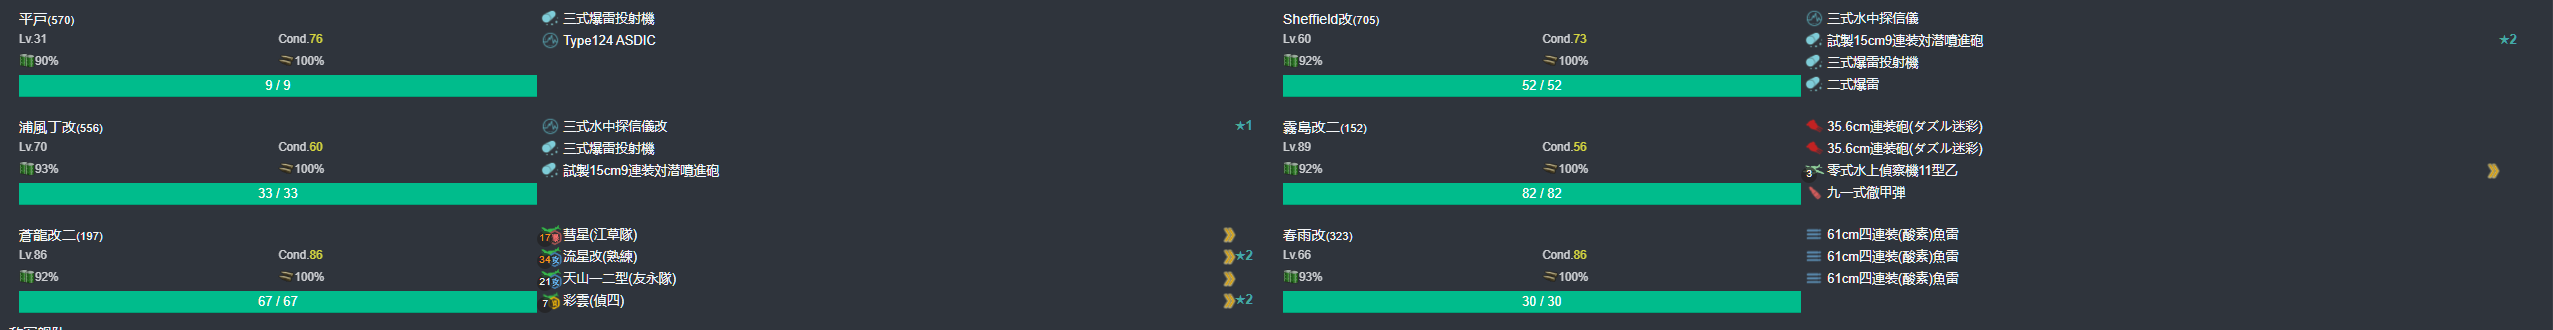 平戸(570)
Lv.31 Cond.76
90% 100%
9 / 9
三式爆雷投射機
Type124 ASDIC
Sheffield改(705)
Lv.60 Cond.73
92% 100%
52 / 52
三式水中探信儀
試製15cm9連装対潜噴進砲 ★2
三式爆雷投射機
二式爆雷
浦風丁改(556)
Lv.70 Cond.60
93% 100%
33 / 33
三式水中探信儀改 ★1
三式爆雷投射機
試製15cm9連装対潜噴進砲
霧島改二(152)
Lv.89 Cond.56
92% 100%
82 / 82
35.6cm連装砲(ダズル迷彩)
35.6cm連装砲(ダズル迷彩)
3 零式水上偵察機11型乙
九一式徹甲弾
蒼龍改二(197)
Lv.86 Cond.86
92% 100%
67 / 67
17 彗星(江草隊)
34 流星改(熟練) ★2
21 天山一二型(友永隊)
7 彩雲(偵四) ★2
春雨改(323)
Lv.66 Cond.86
93% 100%
30 / 30
61cm四連装(酸素)魚雷
61cm四連装(酸素)魚雷
61cm四連装(酸素)魚雷